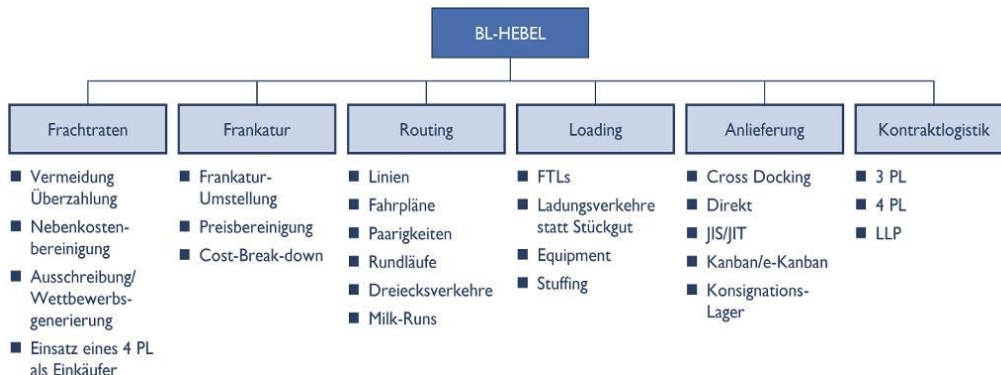 BL-HEBEL
Frachtraten
Vermeidung
Überzahlung
Nebenkosten-
bereinigung
Ausschreibung/
Wettbewerbs-
generierung
Einsatz eines 4 PL
als Einkäufer
Frankatur
Frankatur-
Umstellung
Preisbereinigung
Cost-Break-down
Routing
Linien
Fahrpläne
Paarigkeiten
Rundläufe
Dreiecksverkehre
Milk-Runs
Loading
FTLs
Ladungsverkehre
statt Stückgut
Equipment
Stuffing
Anlieferung
Cross Docking
Direkt
JIS/JIT
Kanban/e-Kanban
Konsignations-
Lager
Kontraktlogistik
3 PL
4 PL
LLP